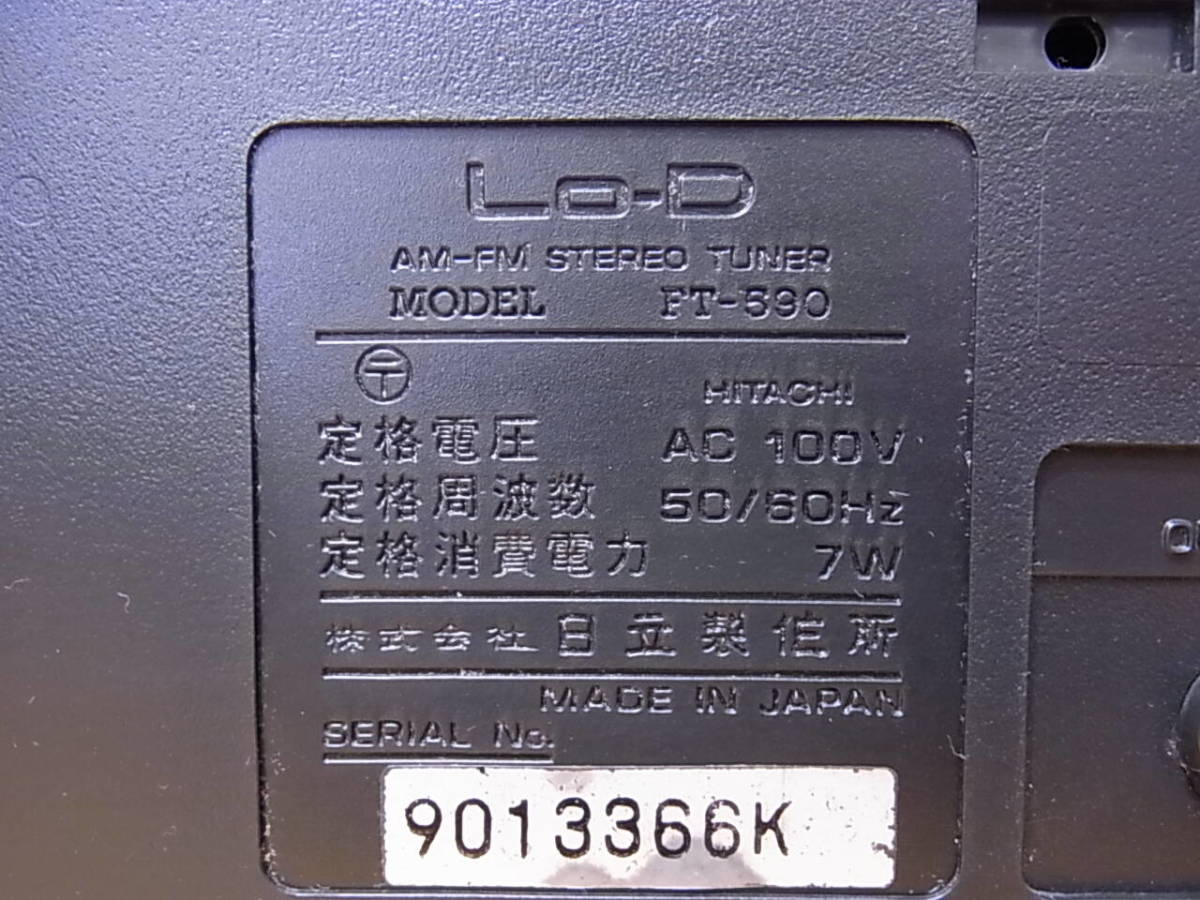 Lo-D
AM-FM STEREO TUNER
MODEL FT-590
〶
HITACHI
定格電圧 AC 100V
定格周波数 50/60Hz
定格消費電力 7W
株式会社 日立製作所
MADE IN JAPAN
SERIAL No.
9013366K